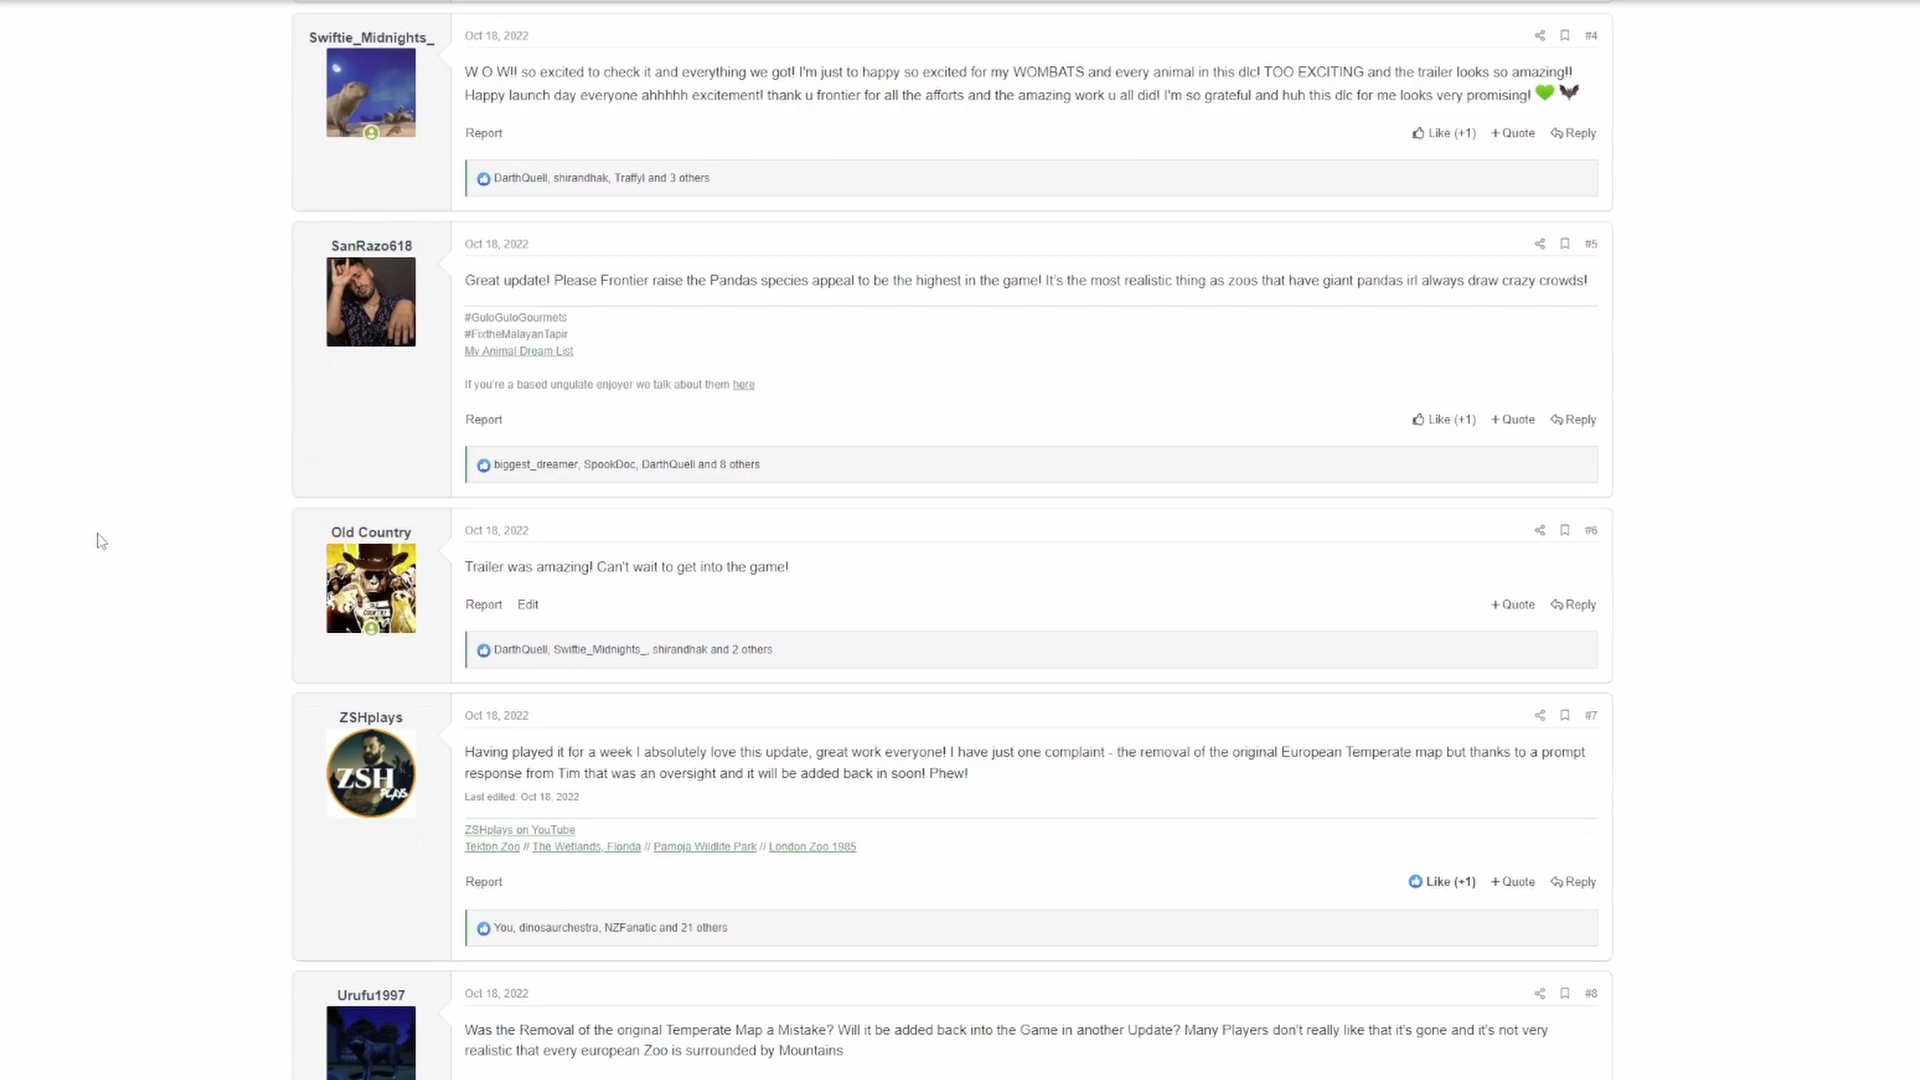 Swiftie_Midnights_
Oct 18, 2022
#4
W O W!! so excited to check it and everything we got! I'm just to happy so excited for my WOMBATS and every animal in this dlc! TOO EXCITING and the trailer looks so amazing!!
Happy launch day everyone ahhhhh excitement! thank u frontier for all the afforts and the amazing work u all did! I'm so grateful and huh this dlc for me looks very promising! 💚 🦇
Report
Like (+1) + Quote Reply
DarthQuell, shirandhak, Traffyl and 3 others
SanRazo618
Oct 18, 2022
#5
Great update! Please Frontier raise the Pandas species appeal to be the highest in the game! It's the most realistic thing as zoos that have giant pandas irl always draw crazy crowds!
#GuloGuloGourmets
#FixtheMalayanTapir
My Animal Dream List
If you're a based ungulate enjoyer we talk about them here
Report
Like (+1) + Quote Reply
biggest_dreamer, SpookDoc, DarthQuell and 8 others
Old Country
Oct 18, 2022
#6
Trailer was amazing! Can't wait to get into the game!
OLD
COUNTRY
Report Edit
+ Quote Reply
DarthQuell, Swiftie_Midnights_, shirandhak and 2 others
ZSHplays
Oct 18, 2022
#7
ZSH
PLAYS
Having played it for a week I absolutely love this update, great work everyone! I have just one complaint - the removal of the original European Temperate map but thanks to a prompt
response from Tim that was an oversight and it will be added back in soon! Phew!
Last edited: Oct 18, 2022
ZSHplays on YouTube
Tekton Zoo // The Wetlands, Florida // Pamoja Wildlife Park // London Zoo 1985
Report
Like (+1) + Quote Reply
You, dinosaurchestra, NZFanatic and 21 others
Urufu1997
Oct 18, 2022
#8
Was the Removal of the original Temperate Map a Mistake? Will it be added back into the Game in another Update? Many Players don't really like that it's gone and it's not very
realistic that every european Zoo is surrounded by Mountains